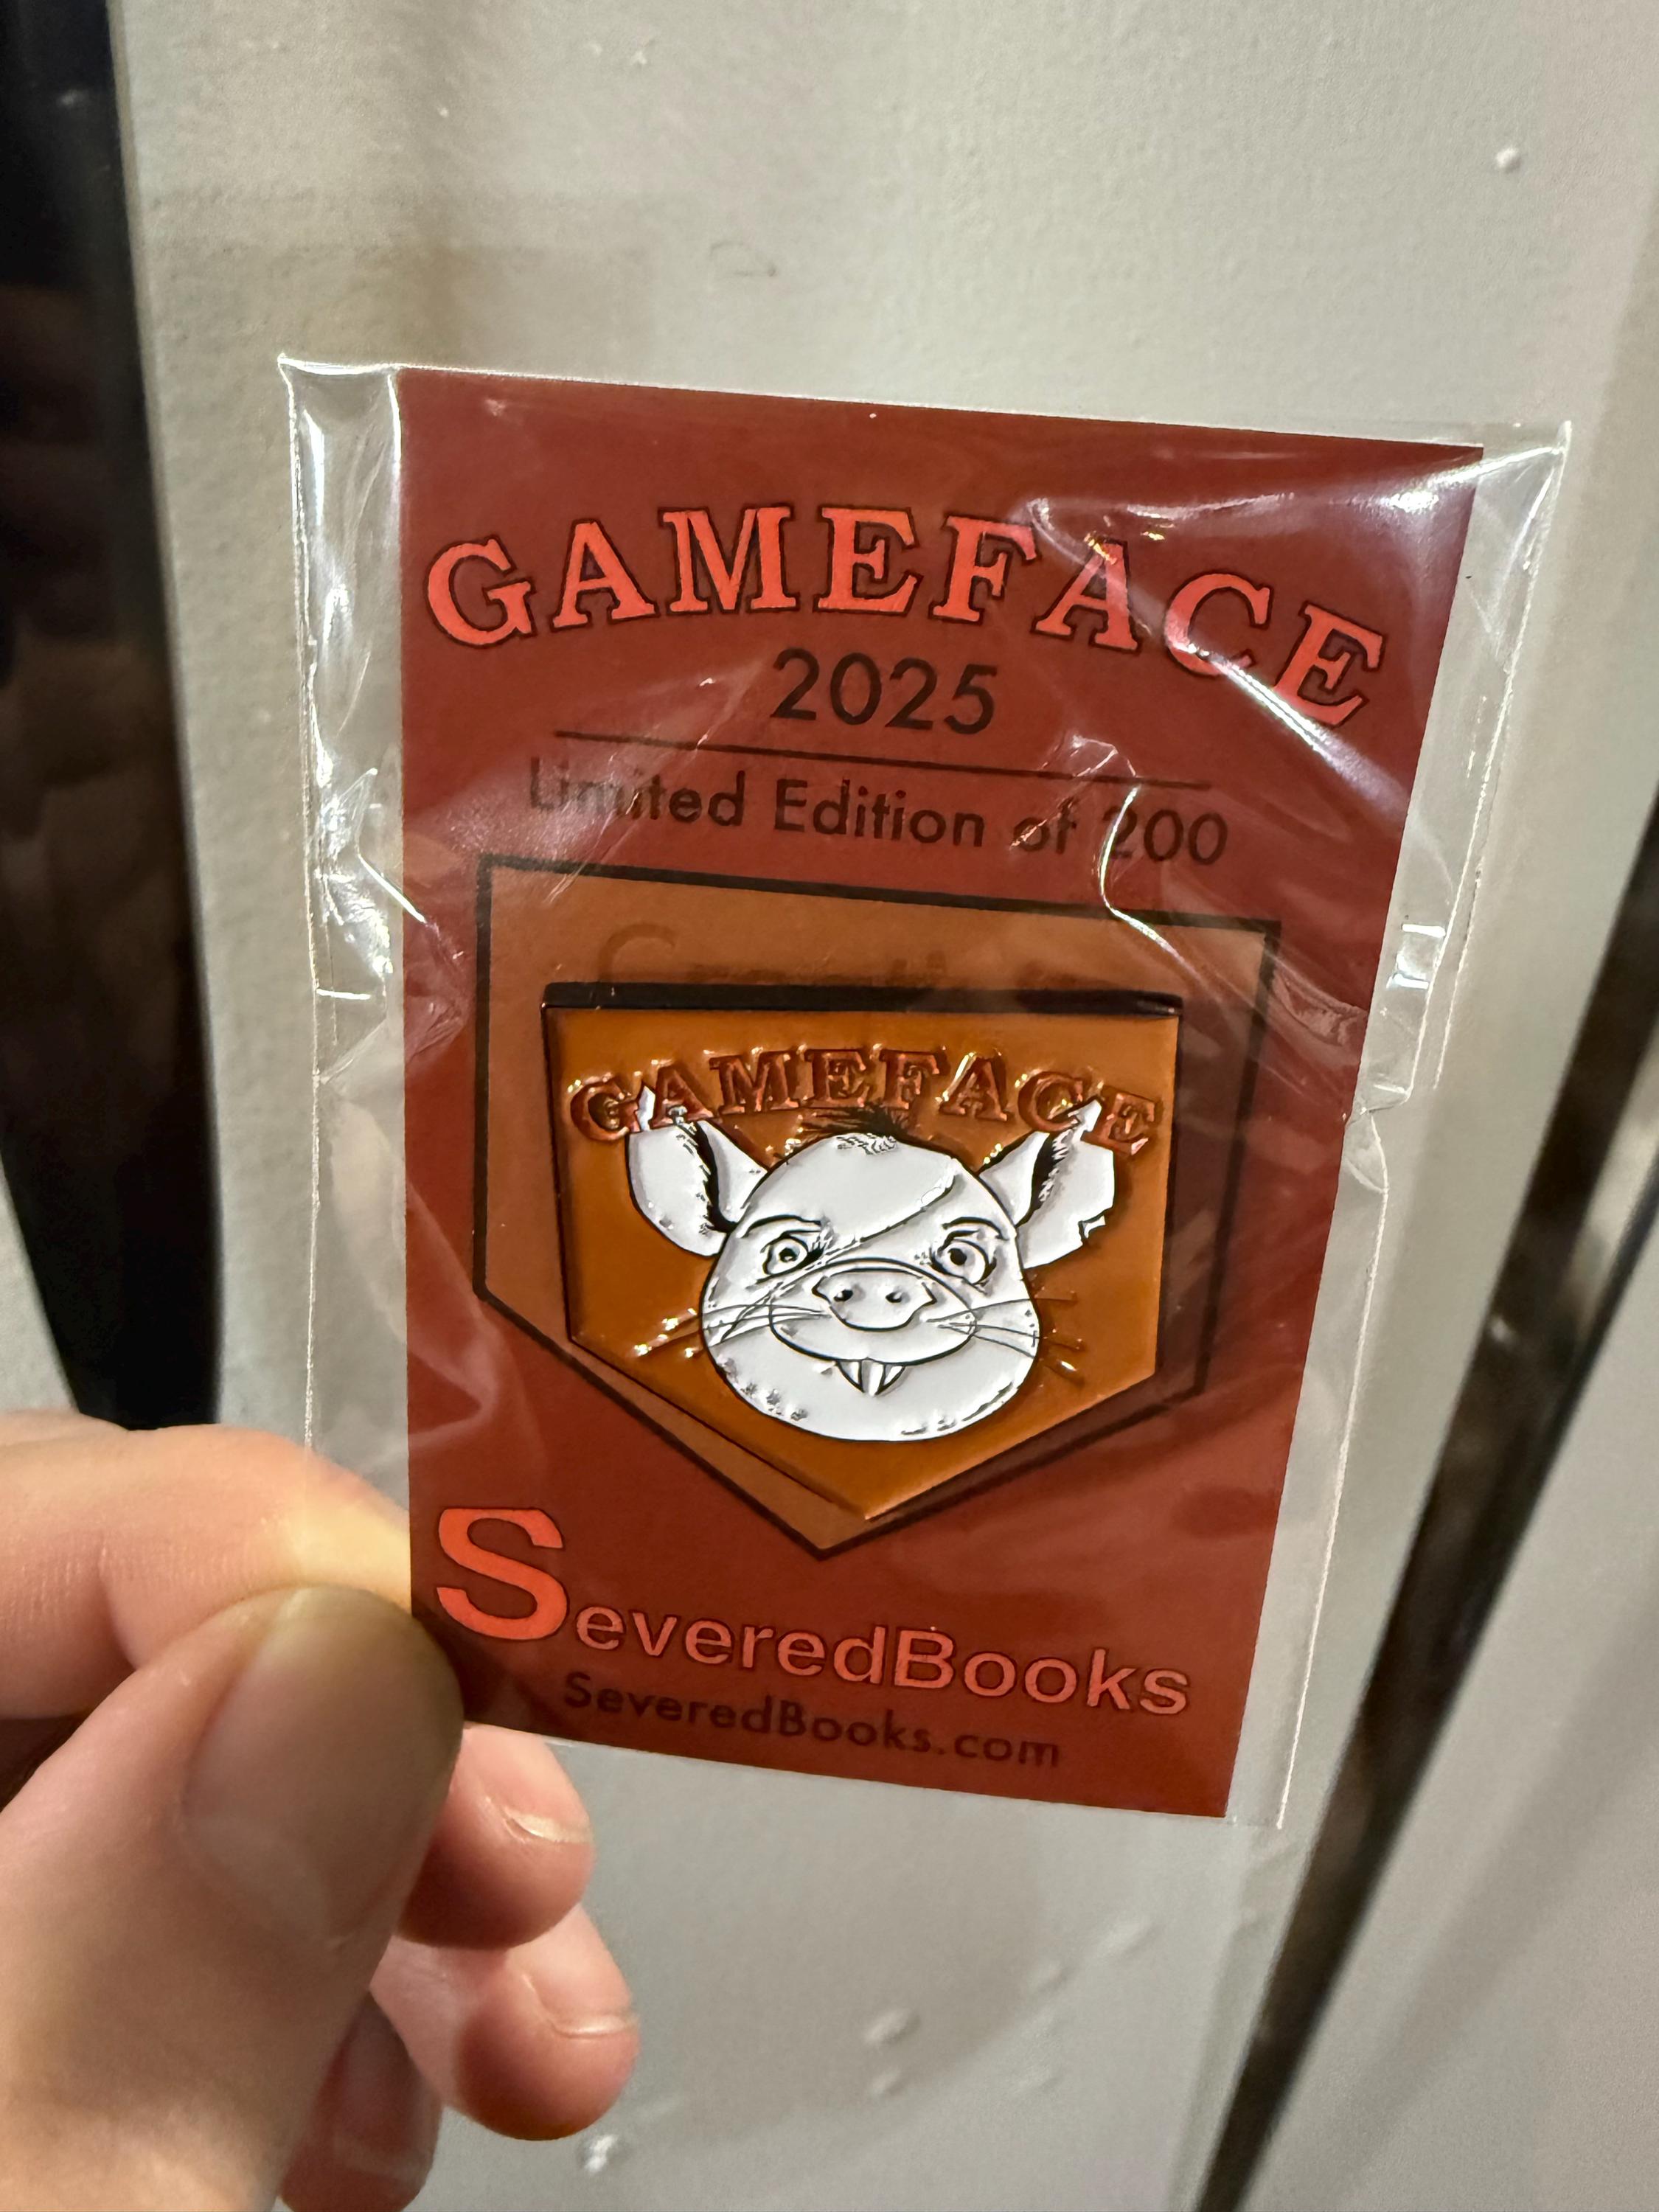 GAMEFACE
2025
Limited Edition of 200
GAMEFACE
SeveredBooks
SeveredBooks.com